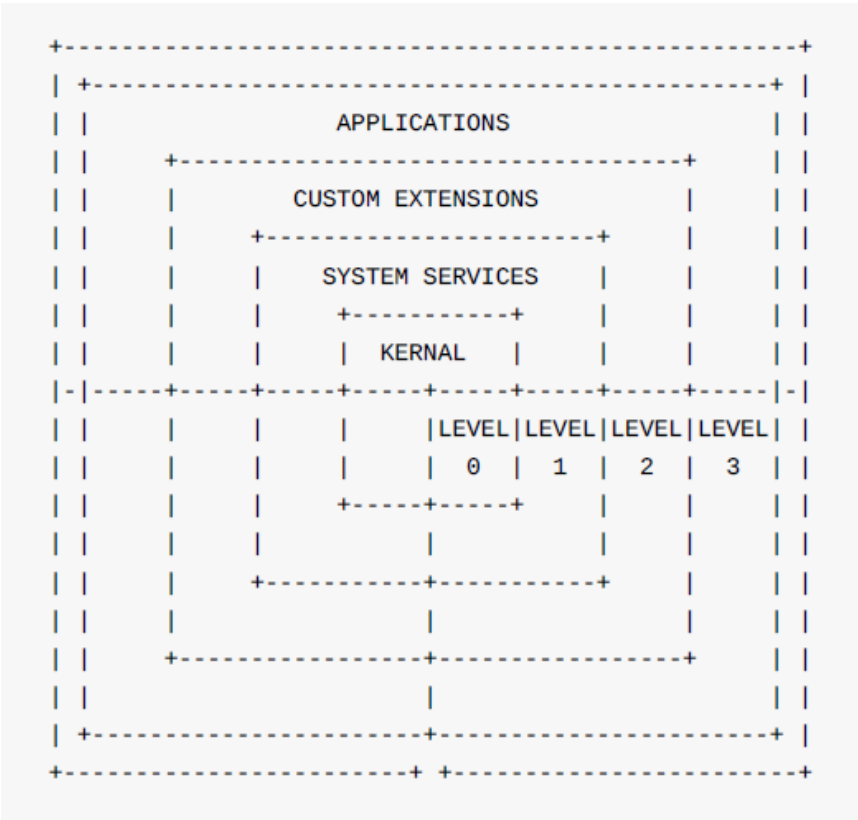 APPLICATIONS
CUSTOM EXTENSIONS
SYSTEM SERVICES
KERNAL
LEVEL LEVEL LEVEL LEVEL
0 1 2 3